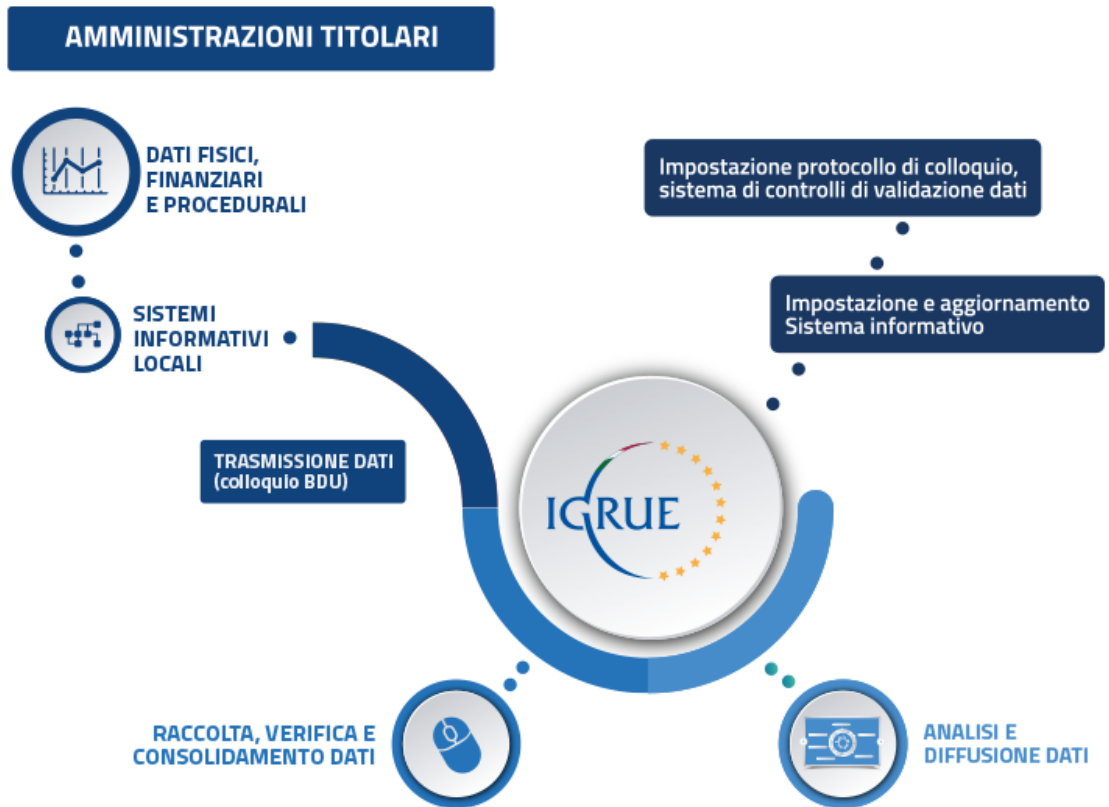 AMMINISTRAZIONI TITOLARI
DATI FISICI,
FINANZIARI
E PROCEDURALI
Impostazione protocollo di colloquio,
sistema di controlli di validazione dati
SISTEMI
INFORMATIVI
LOCALI
Impostazione e aggiornamento
Sistema informativo
TRASMISSIONE DATI
(colloquio BDU)
IGRUE
RACCOLTA, VERIFICA E
CONSOLIDAMENTO DATI
ANALISI E
DIFFUSIONE DATI